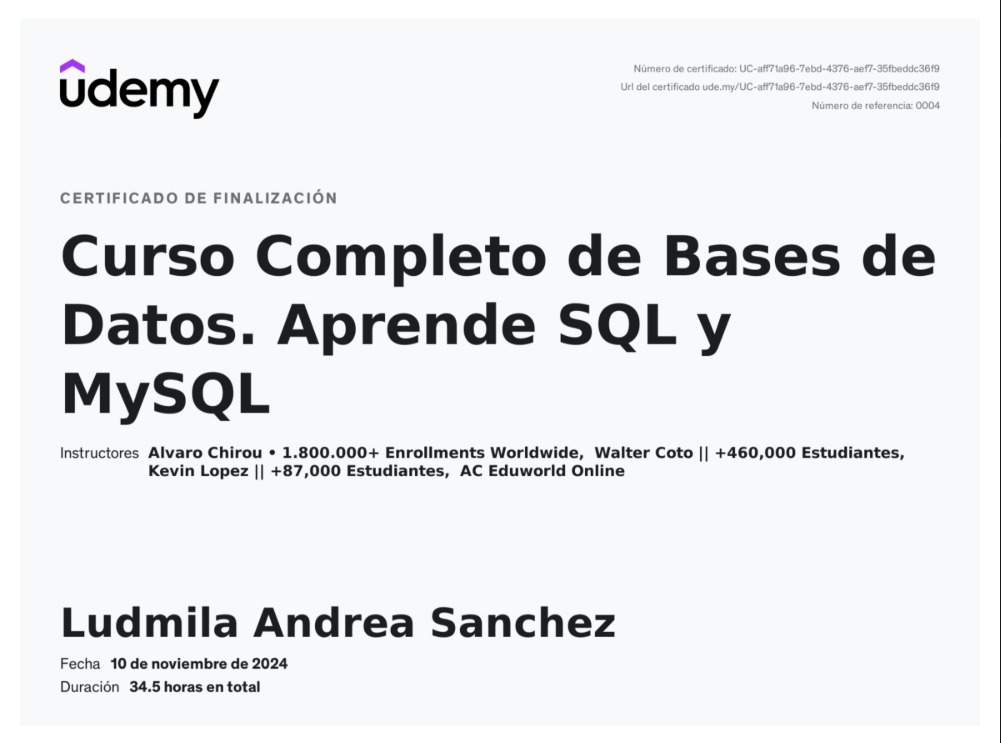 ûdemy
Número de certificado: UC-aff71a96-7ebd-4376-aef7-35fbeddc36f9
Url del certificado ude.my/UC-aff71a96-7ebd-4376-aef7-35fbeddc36f9
Número de referencia: 0004
CERTIFICADO DE FINALIZACIÓN
Curso Completo de Bases de
Datos. Aprende SQL y
MySQL
Instructores Alvaro Chirou • 1.800.000+ Enrollments Worldwide, Walter Coto || +460,000 Estudiantes,
Kevin Lopez || +87,000 Estudiantes, AC Eduworld Online
Ludmila Andrea Sanchez
Fecha 10 de noviembre de 2024
Duración 34.5 horas en total